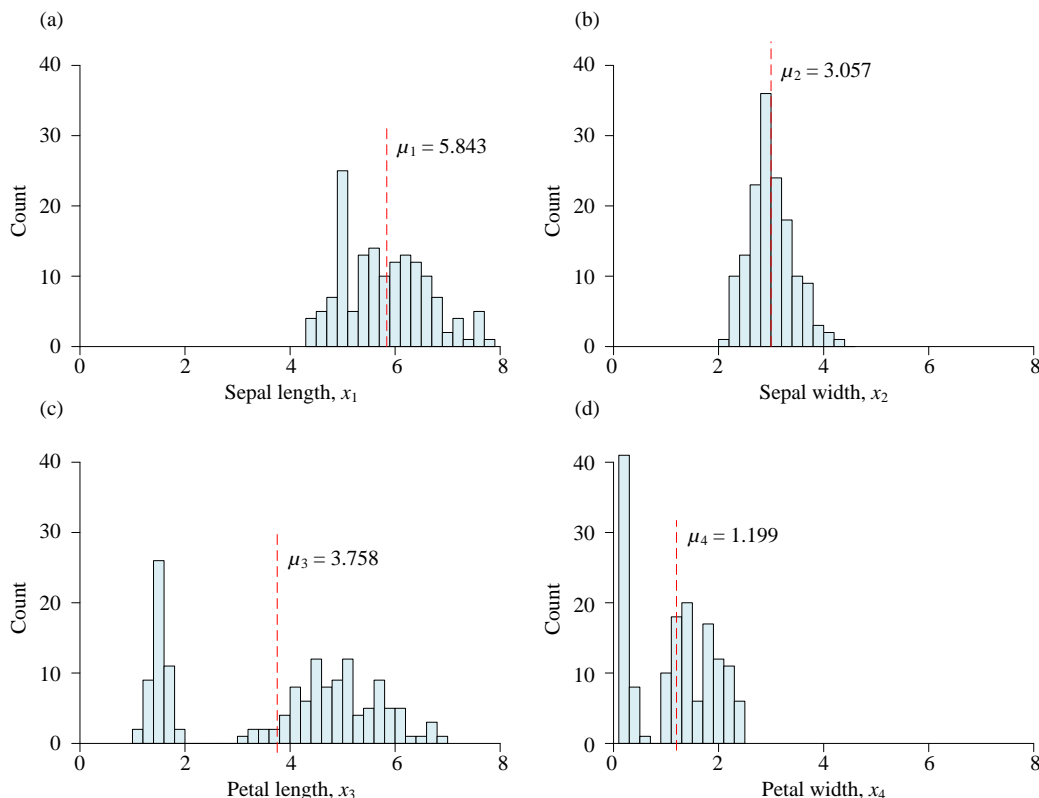 (a)
40
30
20
10
0
Count
μ1 = 5.843
0 2 4 6 8
Sepal length, x1
(b)
40
30
20
10
0
Count
μ2 = 3.057
0 2 4 6 8
Sepal width, x2
(c)
40
30
20
10
0
Count
μ3 = 3.758
0 2 4 6 8
Petal length, x3
(d)
40
30
20
10
0
Count
μ4 = 1.199
0 2 4 6 8
Petal width, x4